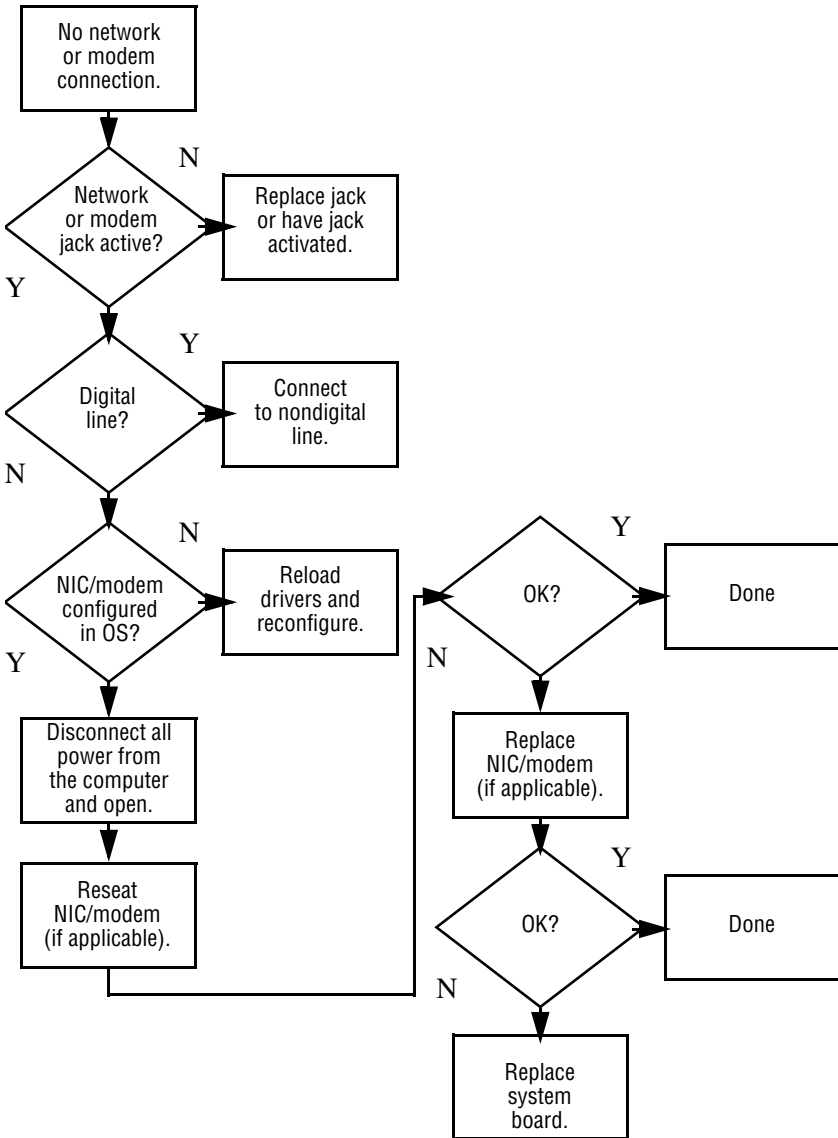 No network
or modem
connection.
N
Network
or modem
jack active?
Replace jack
or have jack
activated.
Y
Y
Digital
line?
Connect
to nondigital
line.
N
N
NIC/modem
configured
in OS?
Reload
drivers and
reconfigure.
Y
Disconnect all
power from
the computer
and open.
Reseat
NIC/modem
(if applicable).
Y
OK?
Done
N
Replace
NIC/modem
(if applicable).
Y
OK?
Done
N
Replace
system
board.